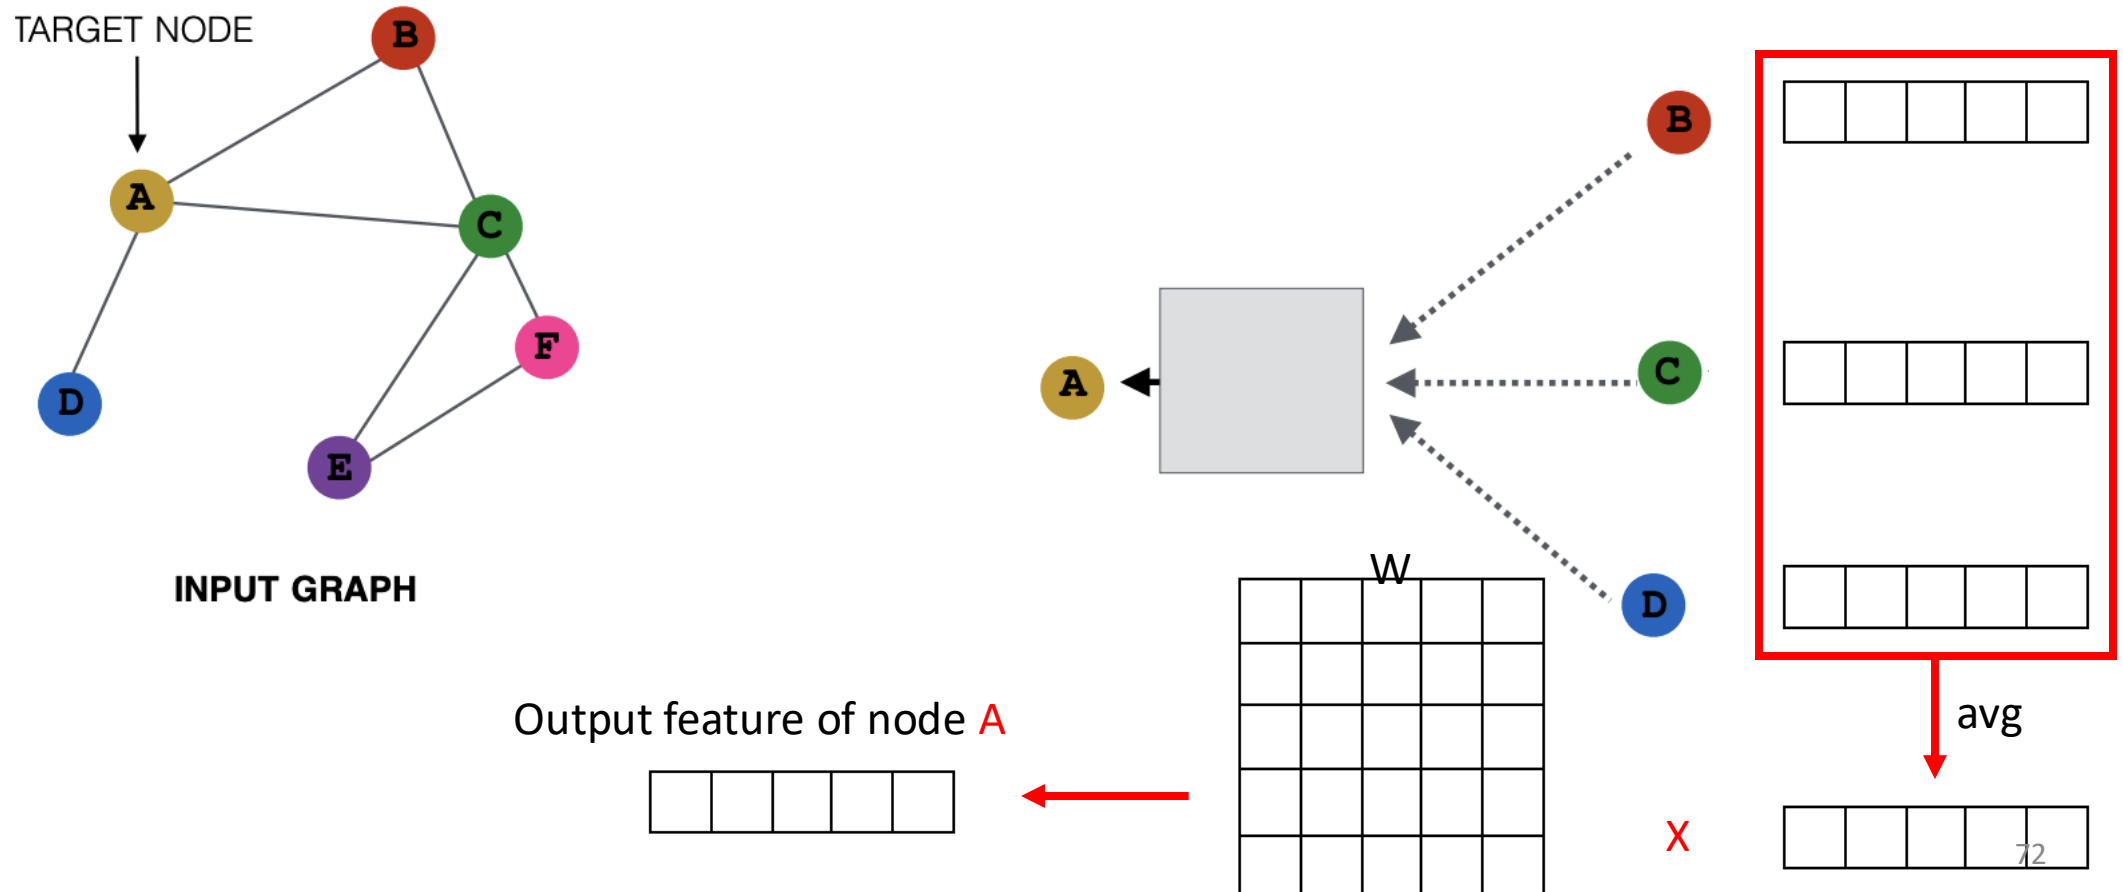 TARGET NODE
B
A
C
F
D
E
INPUT GRAPH
B
C
A
D
W
Output feature of node A
avg
X
72